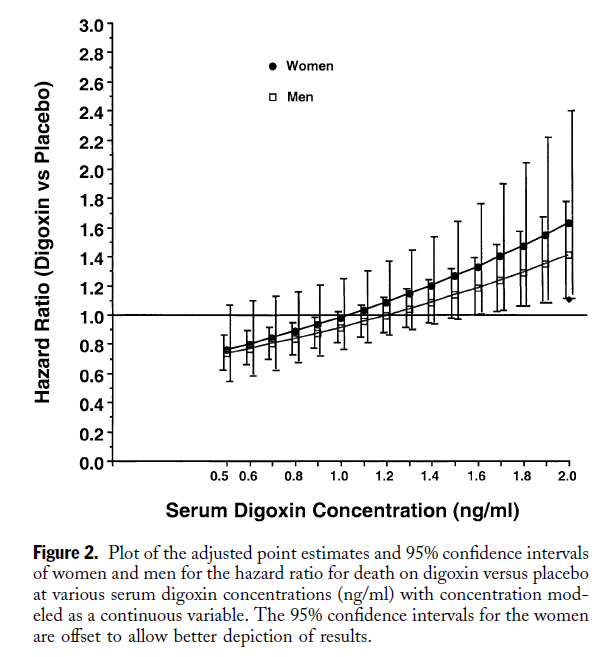 3.0
2.8
2.6
2.4
2.2
2.0
1.8
1.6
1.4
1.2
1.0
0.8
0.6
0.4
0.2
0.0
Hazard Ratio (Digoxin vs Placebo)
Women
Men
0.5 0.6 0.8 1.0 1.2 1.4 1.6 1.8 2.0
Serum Digoxin Concentration (ng/ml)
Figure 2. Plot of the adjusted point estimates and 95% confidence intervals
of women and men for the hazard ratio for death on digoxin versus placebo
at various serum digoxin concentrations (ng/ml) with concentration mod-
eled as a continuous variable. The 95% confidence intervals for the women
are offset to allow better depiction of results.